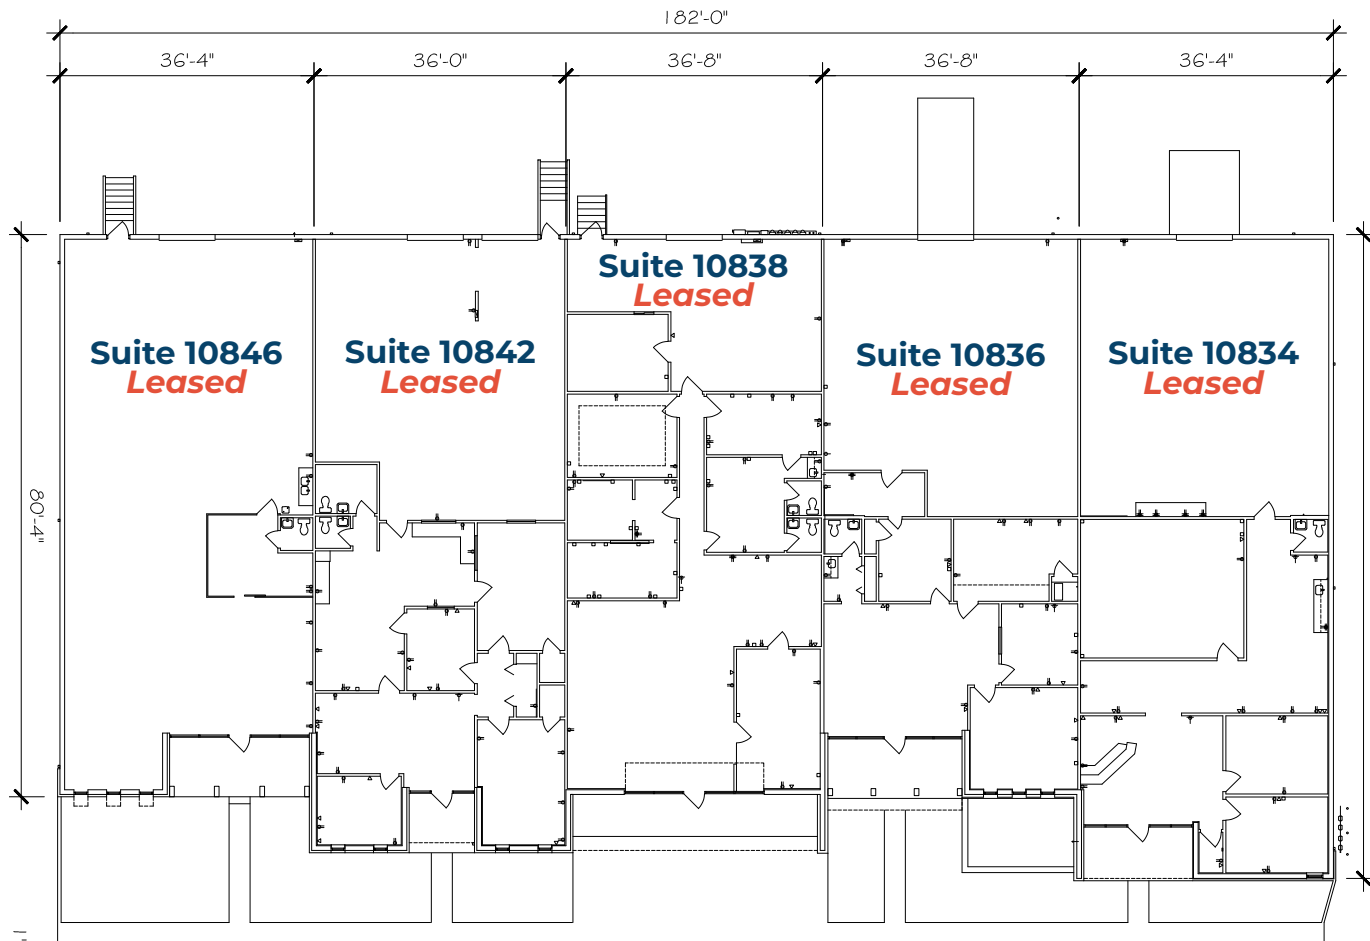 182'-0"
36'-4"
36'-0"
36'-8"
36'-8"
36'-4"
Suite 10838
Leased
Suite 10846
Leased
Suite 10842
Leased
Suite 10836
Leased
Suite 10834
Leased
80'-4"